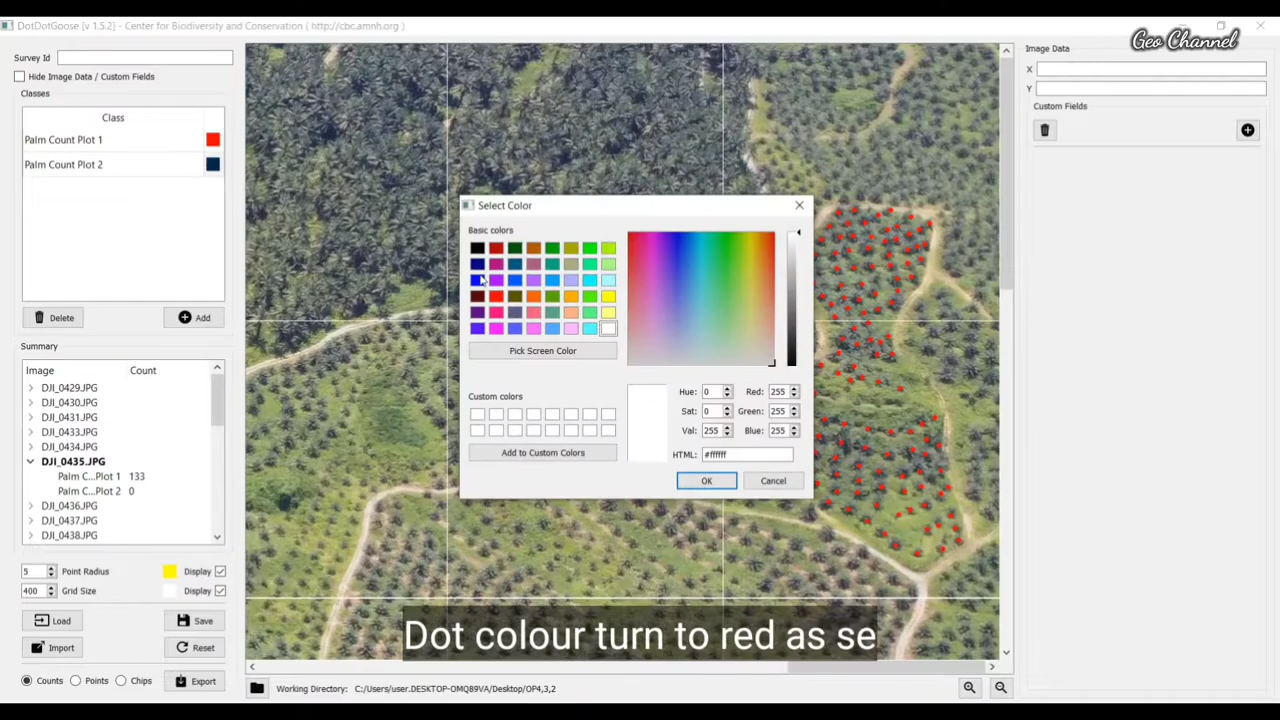 DotDotGoose [v 1.5.2] - Center for Biodiversity and Conservation ( http://cbc.amnh.org )
Geo Channel
Survey Id
Hide Image Data / Custom Fields
Classes
Class
Palm Count Plot 1
Palm Count Plot 2
Delete
Add
Summary
Image Count
DJI_0429.JPG
DJI_0430.JPG
DJI_0431.JPG
DJI_0433.JPG
DJI_0434.JPG
DJI_0435.JPG
Palm C...Plot 1 133
Palm C...Plot 2 0
DJI_0436.JPG
DJI_0437.JPG
DJI_0438.JPG
5 Point Radius Display
400 Grid Size Display
Load
Save
Import
Reset
Counts Points Chips
Export
Select Color
Basic colors
Pick Screen Color
Custom colors
Add to Custom Colors
Hue: 0 Red: 255
Sat: 0 Green: 255
Val: 255 Blue: 255
HTML: #ffffff
OK
Cancel
Dot colour turn to red as se
Working Directory: C:/Users/user.DESKTOP-OMQ89VA/Desktop/OP4,3,2
Image Data
X
Y
Custom Fields